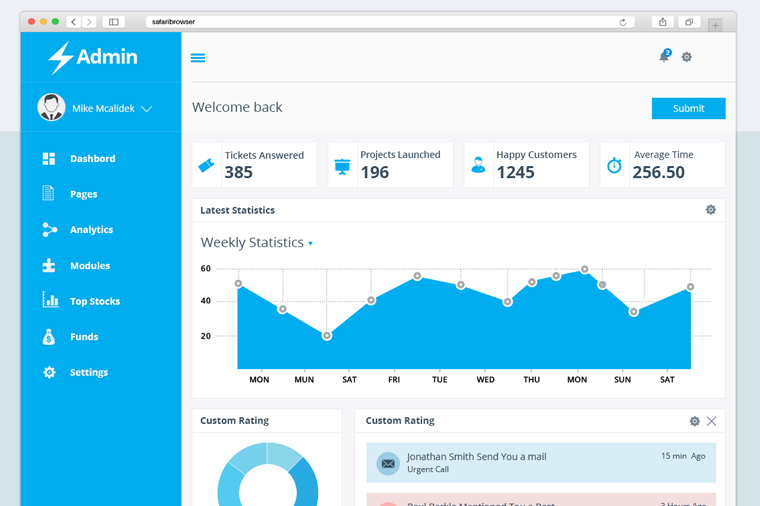 safaribrowser
Admin
2
Mike Mcalidek
Welcome back
Submit
Dashbord
Pages
Analytics
Modules
Top Stocks
Funds
Settings
Tickets Answered
385
Projects Launched
196
Happy Customers
1245
Average Time
256.50
Latest Statistics
Weekly Statistics
60
40
20
MON MUN SAT FRI TUE WED THU MON SUN SAT
Custom Rating
Custom Rating
Jonathan Smith Send You a mail
15 min Ago
Urgent Call
3 Hours Ago